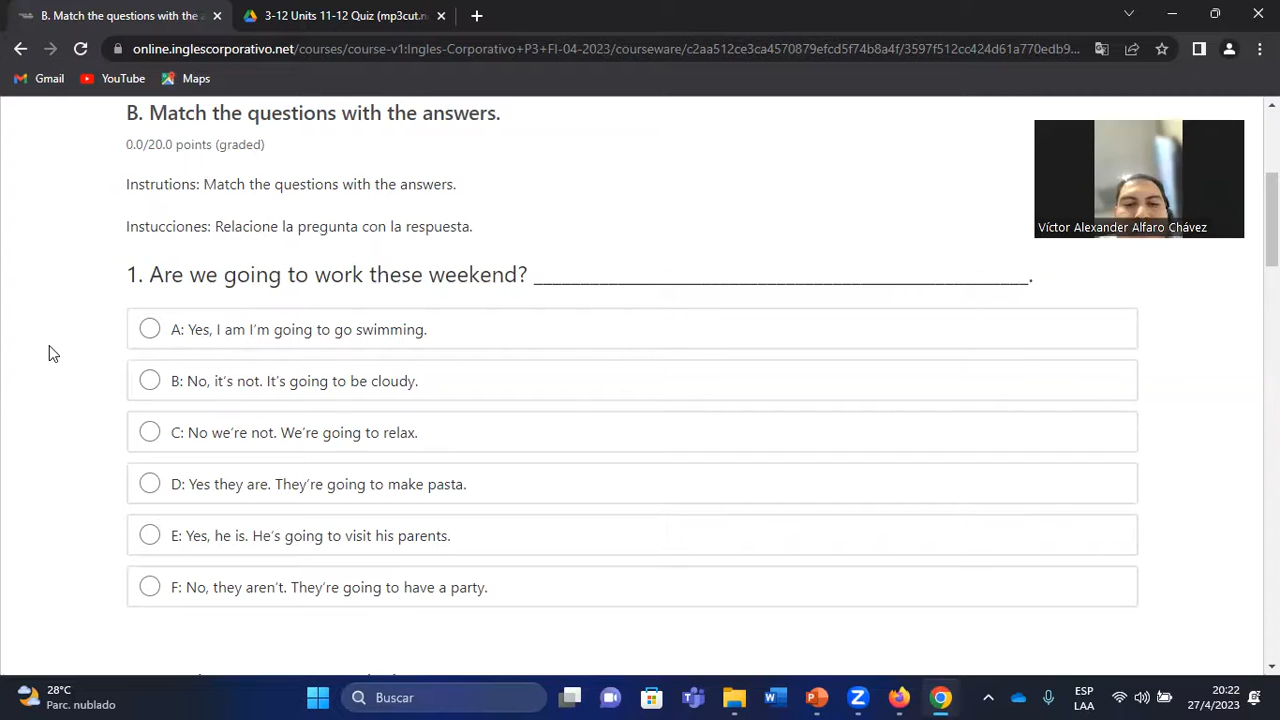 B. Match the questions with the a
3-12 Units 11-12 Quiz (mp3cut.n
online.inglescorporativo.net/courses/course-v1:Ingles-Corporativo+P3+FI-04-2023/courseware/c2aa512ce3ca4570879efcd5f74b8a4f/3597f512cc424d61a770edb9...
Gmail YouTube Maps
B. Match the questions with the answers.
0.0/20.0 points (graded)
Instrutions: Match the questions with the answers.
Víctor Alexander Alfaro Chávez
Instucciones: Relacione la pregunta con la respuesta.
1. Are we going to work these weekend? ______________________________________________.
A: Yes, I am I’m going to go swimming.
B: No, it’s not. It’s going to be cloudy.
C: No we’re not. We’re going to relax.
D: Yes they are. They’re going to make pasta.
E: Yes, he is. He’s going to visit his parents.
F: No, they aren’t. They’re going to have a party.
28°C
Parc. nublado
Buscar
ESP
LAA
20:22
27/4/2023